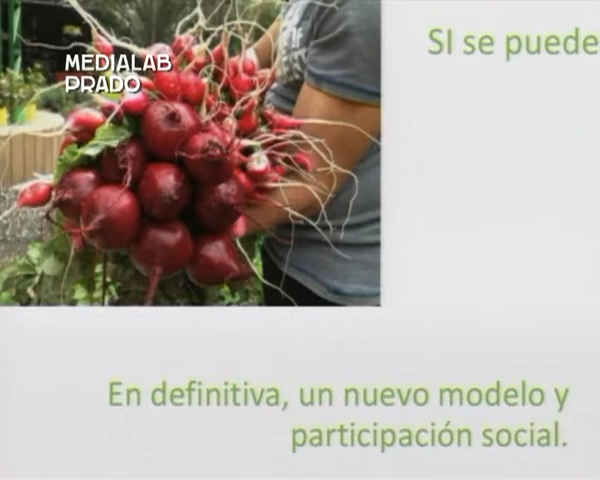 SI se puede
MEDIALAB
PRADO
En definitiva, un nuevo modelo y
participación social.